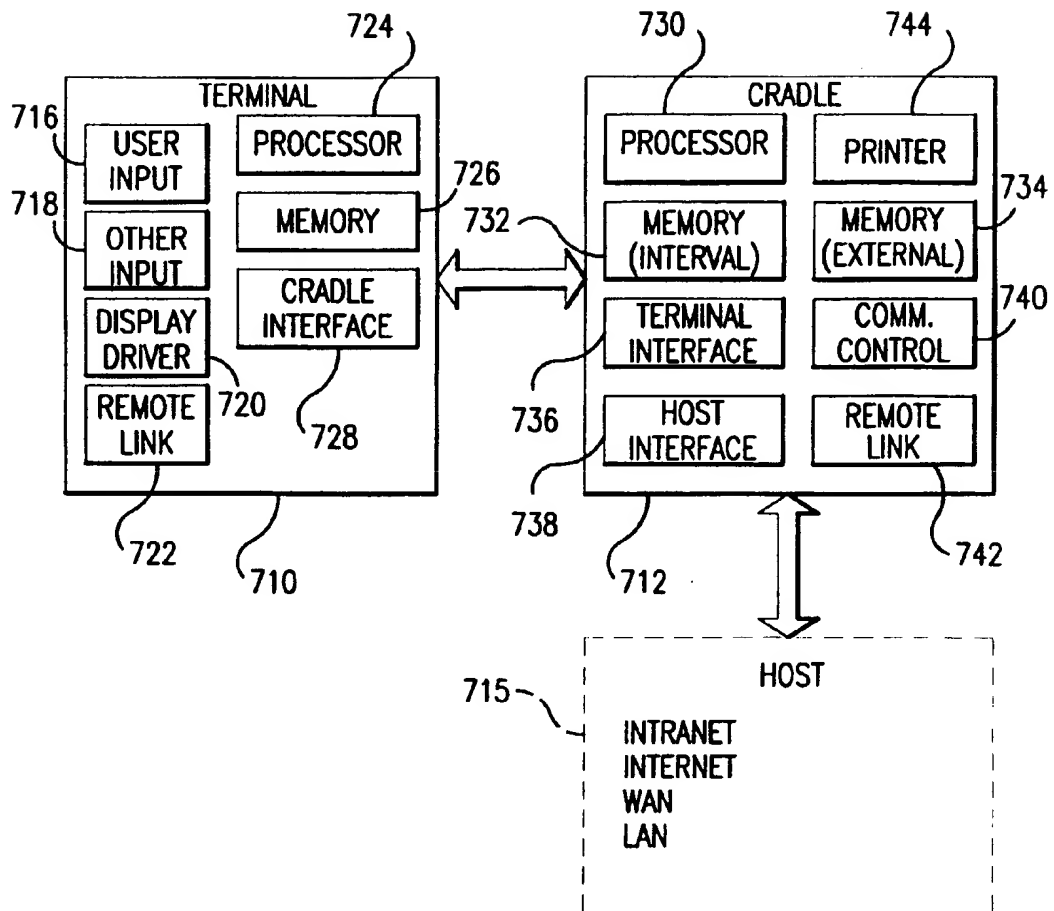 724
730
744
TERMINAL
CRADLE
716
USER
INPUT
PROCESSOR
PROCESSOR
PRINTER
726
734
718
OTHER
INPUT
MEMORY
732
MEMORY
(INTERVAL)
MEMORY
(EXTERNAL)
CRADLE
INTERFACE
740
DISPLAY
DRIVER
TERMINAL
INTERFACE
COMM.
CONTROL
720
736
REMOTE
LINK
728
HOST
INTERFACE
REMOTE
LINK
738
722
710
712
742
715
HOST
INTRANET
INTERNET
WAN
LAN